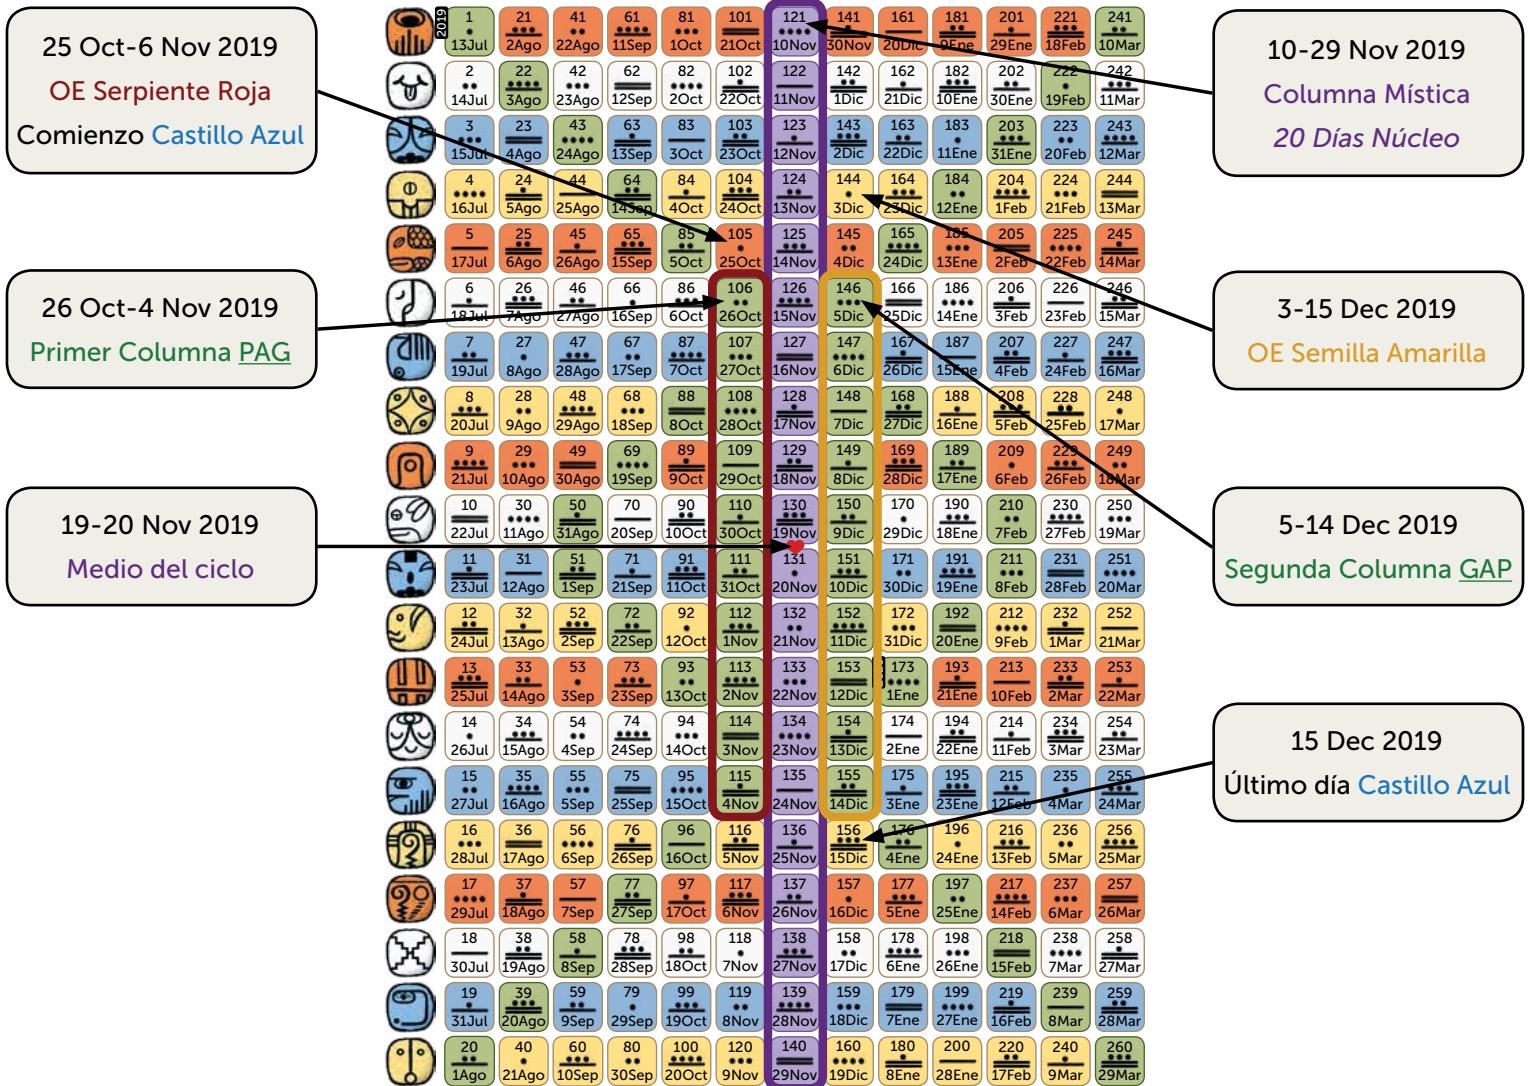 25 Oct-6 Nov 2019
OE Serpiente Roja
Comienzo Castillo Azul
26 Oct-4 Nov 2019
Primer Columna PAG
19-20 Nov 2019
Medio del ciclo
2019
1 21 41 61 81 101 121 141 161 181 201 221 241
13Jul 2Ago 22Ago 11Sep 1Oct 21Oct 10Nov 30Nov 20Dic 9Ene 29Ene 18Feb 10Mar
2 22 42 62 82 102 122 142 162 182 202 222 242
14Jul 3Ago 23Ago 12Sep 2Oct 22Oct 11Nov 1Dic 21Dic 10Ene 30Ene 19Feb 11Mar
3 23 43 63 83 103 123 143 163 183 203 223 243
15Jul 4Ago 24Ago 13Sep 3Oct 23Oct 12Nov 2Dic 22Dic 11Ene 31Ene 20Feb 12Mar
4 24 44 64 84 104 124 144 164 184 204 224 244
16Jul 5Ago 25Ago 14Sep 4Oct 24Oct 13Nov 3Dic 23Dic 12Ene 1Feb 21Feb 13Mar
5 25 45 65 85 105 125 145 165 185 205 225 245
17Jul 6Ago 26Ago 15Sep 5Oct 25Oct 14Nov 4Dic 24Dic 13Ene 2Feb 22Feb 14Mar
6 26 46 66 86 106 126 146 166 186 206 226 246
18Jul 7Ago 27Ago 16Sep 6Oct 26Oct 15Nov 5Dic 25Dic 14Ene 3Feb 23Feb 15Mar
7 27 47 67 87 107 127 147 167 187 207 227 247
19Jul 8Ago 28Ago 17Sep 7Oct 27Oct 16Nov 6Dic 26Dic 15Ene 4Feb 24Feb 16Mar
8 28 48 68 88 108 128 148 168 188 208 228 248
20Jul 9Ago 29Ago 18Sep 8Oct 28Oct 17Nov 7Dic 27Dic 16Ene 5Feb 25Feb 17Mar
9 29 49 69 89 109 129 149 169 189 209 229 249
21Jul 10Ago 30Ago 19Sep 9Oct 29Oct 18Nov 8Dic 28Dic 17Ene 6Feb 26Feb 18Mar
10 30 50 70 90 110 130 150 170 190 210 230 250
22Jul 11Ago 31Ago 20Sep 10Oct 30Oct 19Nov 9Dic 29Dic 18Ene 7Feb 27Feb 19Mar
11 31 51 71 91 111 131 151 171 191 211 231 251
23Jul 12Ago 1Sep 21Sep 11Oct 31Oct 20Nov 10Dic 30Dic 19Ene 8Feb 28Feb 20Mar
12 32 52 72 92 112 132 152 172 192 212 232 252
24Jul 13Ago 2Sep 22Sep 12Oct 1Nov 21Nov 11Dic 31Dic 20Ene 9Feb 1Mar 21Mar
13 33 53 73 93 113 133 153 173 193 213 233 253
25Jul 14Ago 3Sep 23Sep 13Oct 2Nov 22Nov 12Dic 1Ene 21Ene 10Feb 2Mar 22Mar
14 34 54 74 94 114 134 154 174 194 214 234 254
26Jul 15Ago 4Sep 24Sep 14Oct 3Nov 23Nov 13Dic 2Ene 22Ene 11Feb 3Mar 23Mar
15 35 55 75 95 115 135 155 175 195 215 235 255
27Jul 16Ago 5Sep 25Sep 15Oct 4Nov 24Nov 14Dic 3Ene 23Ene 12Feb 4Mar 24Mar
16 36 56 76 96 116 136 156 176 196 216 236 256
28Jul 17Ago 6Sep 26Sep 16Oct 5Nov 25Nov 15Dic 4Ene 24Ene 13Feb 5Mar 25Mar
17 37 57 77 97 117 137 157 177 197 217 237 257
29Jul 18Ago 7Sep 27Sep 17Oct 6Nov 26Nov 16Dic 5Ene 25Ene 14Feb 6Mar 26Mar
18 38 58 78 98 118 138 158 178 198 218 238 258
30Jul 19Ago 8Sep 28Sep 18Oct 7Nov 27Nov 17Dic 6Ene 26Ene 15Feb 7Mar 27Mar
19 39 59 79 99 119 139 159 179 199 219 239 259
31Jul 20Ago 9Sep 29Sep 19Oct 8Nov 28Nov 18Dic 7Ene 27Ene 16Feb 8Mar 28Mar
20 40 60 80 100 120 140 160 180 200 220 240 260
1Ago 21Ago 10Sep 30Sep 20Oct 9Nov 29Nov 19Dic 8Ene 28Ene 17Feb 9Mar 29Mar
10-29 Nov 2019
Columna Mística
20 Días Núcleo
3-15 Dec 2019
OE Semilla Amarilla
5-14 Dec 2019
Segunda Columna GAP
15 Dec 2019
Último día Castillo Azul